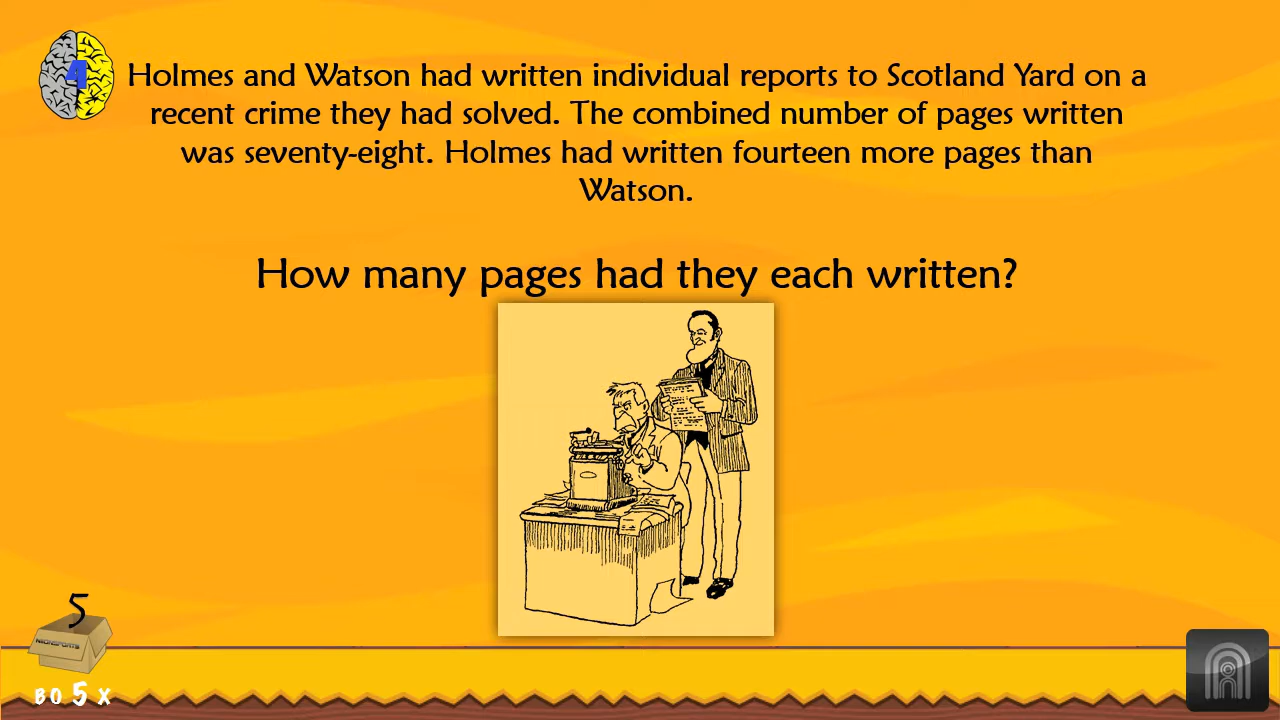 4
Holmes and Watson had written individual reports to Scotland Yard on a
recent crime they had solved. The combined number of pages written
was seventy-eight. Holmes had written fourteen more pages than
Watson.
How many pages had they each written?
5
BO5X